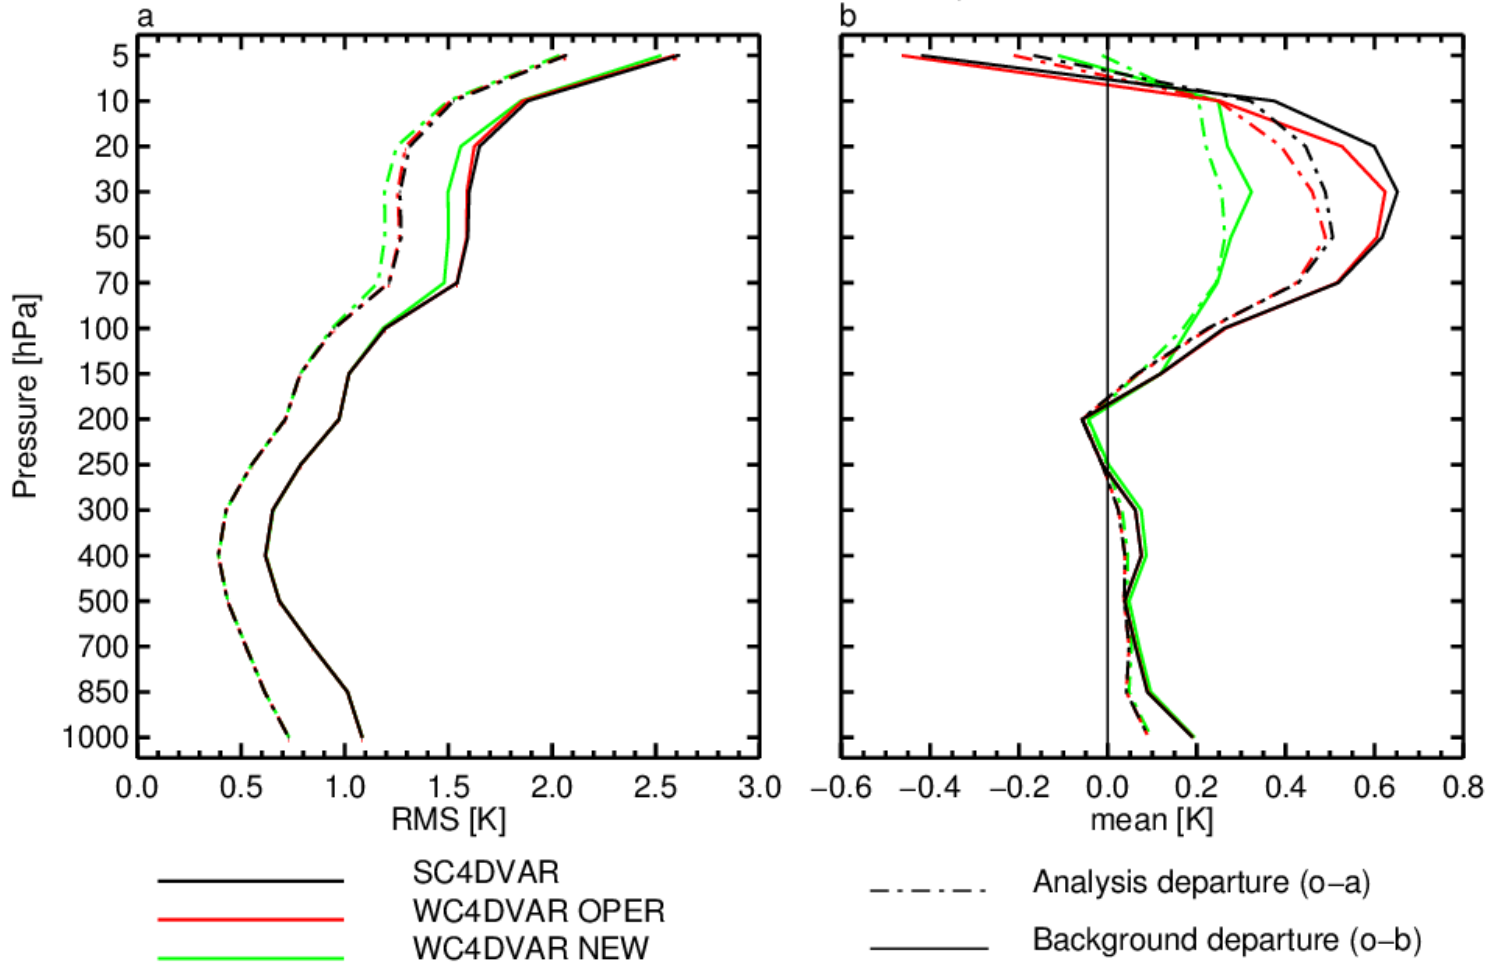 a
b
5
10
20
30
50
70
100
150
200
250
300
400
500
700
850
1000
Pressure [hPa]
0.0 0.5 1.0 1.5 2.0 2.5 3.0
RMS [K]
−0.6 −0.4 −0.2 0.0 0.2 0.4 0.6 0.8
mean [K]
SC4DVAR
WC4DVAR OPER
WC4DVAR NEW
Analysis departure (o−a)
Background departure (o−b)